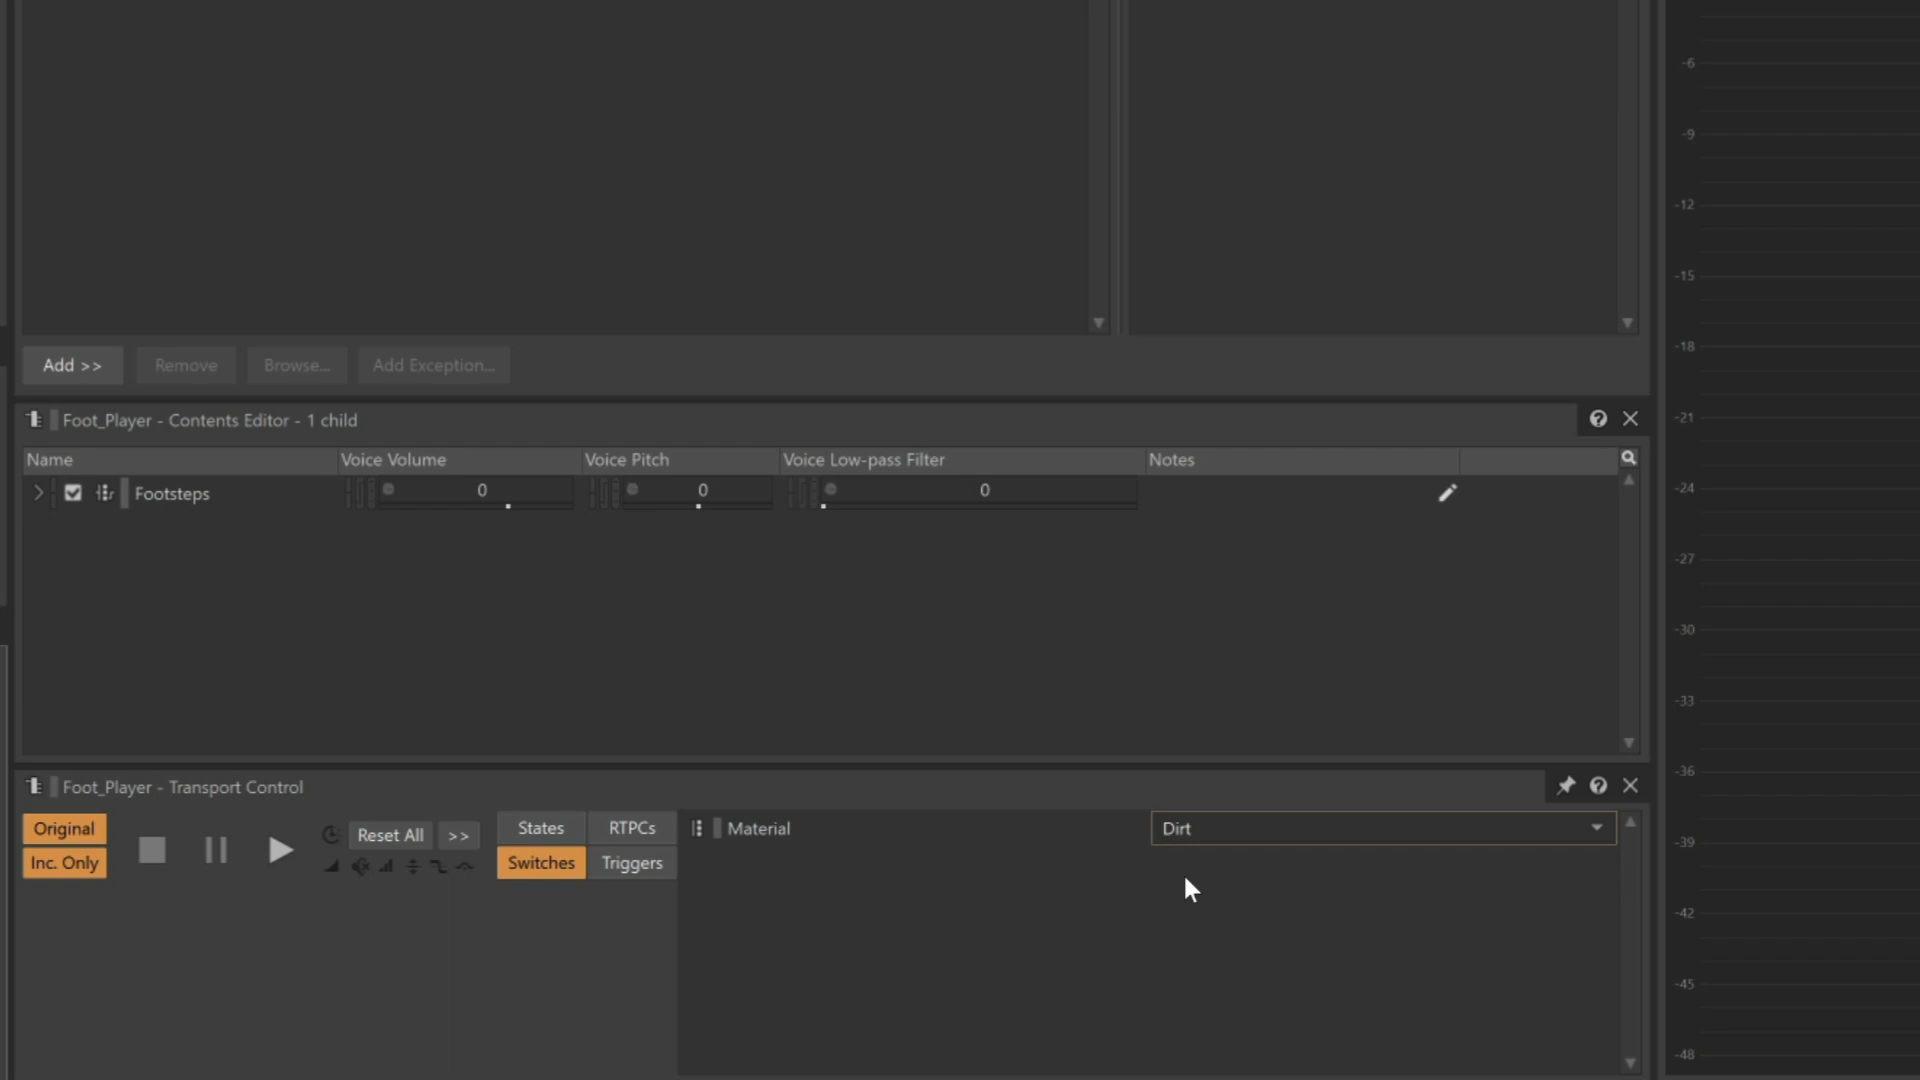 Add >>
Remove
Browse...
Add Exception...
Foot_Player - Contents Editor - 1 child
Name
Voice Volume
Voice Pitch
Voice Low-pass Filter
Notes
Footsteps
0
0
0
Foot_Player - Transport Control
Original
Inc. Only
Reset All
>>
States
RTPCs
Switches
Triggers
Material
Dirt
-6
-9
-12
-15
-18
-21
-24
-27
-30
-33
-36
-39
-42
-45
-48